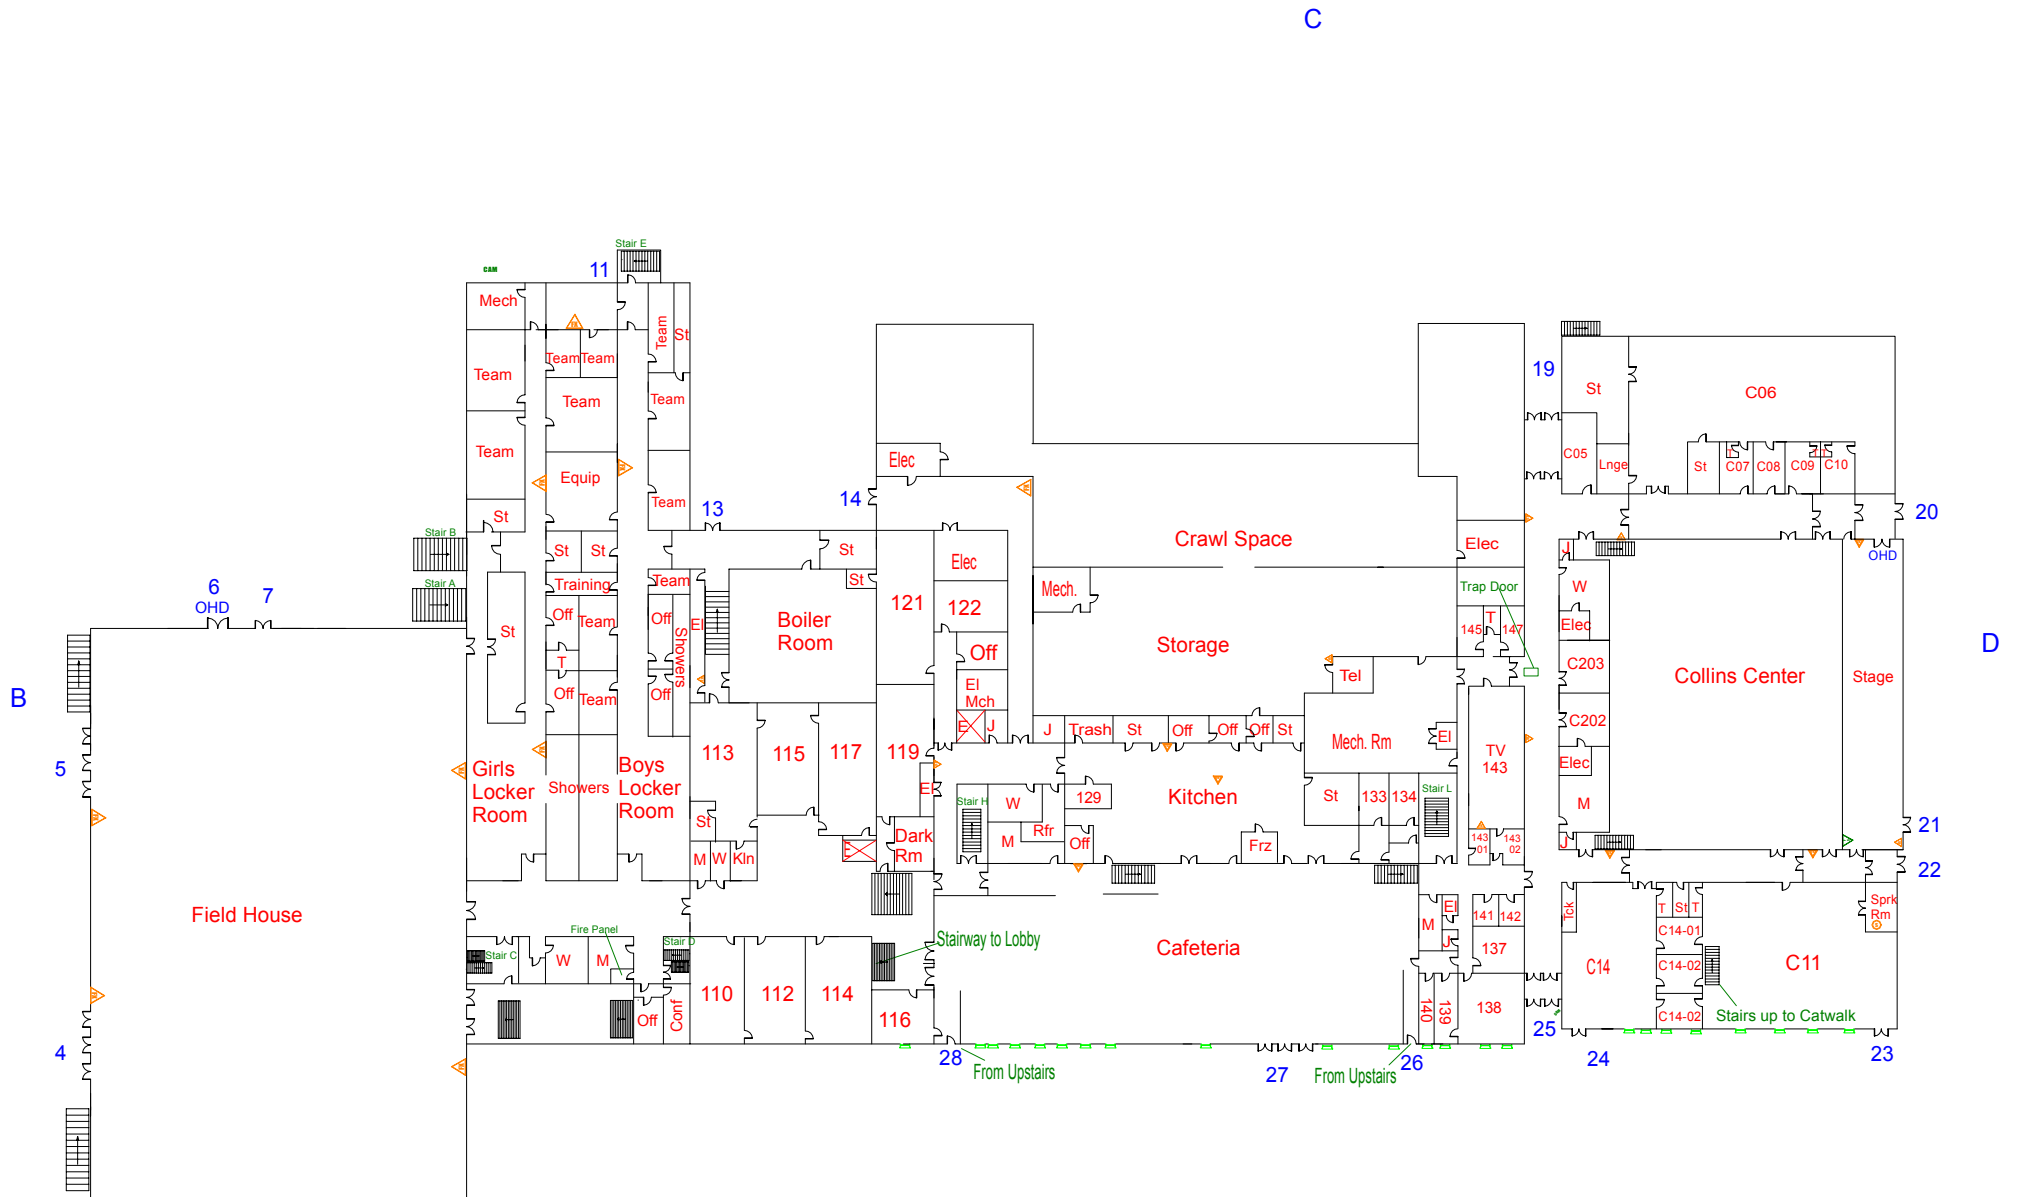 C
Stair E
11
CAM
Mech
Team
St
Team
Team
Team
Team
Team
Team
Team
Equip
Team
St
St
St
Stair B
Stair A
Training
Team
Off
Team
Off
El
St
T
Off
Team
Off
Showers
Girls
Locker
Room
Showers
Boys
Locker
Room
6
OHD
7
B
5
4
Field House
13
14
St
St
Boiler
Room
Elec
Elec
121
122
Off
El
Mch
E
J
113
115
117
119
El
St
M
W
Kln
E
Dark
Rm
Stair C
W
M
Fire Panel
Stair D
Off
Conf
110
112
114
116
Stairway to Lobby
28
From Upstairs
Crawl Space
Mech.
Storage
Tel
J
Trash
St
Off
Off
Off
St
Mech. Rm
El
Kitchen
129
Stair H
W
M
Rfr
Off
Frz
St
133
134
Stair L
Cafeteria
27
26
From Upstairs
Elec
Trap Door
145
T
147
TV
143
143
01
143
02
M
El
J
141
142
137
140
139
138
25
19
St
C06
C05
Lnge
St
T
C07
C08
C09
T
T
C10
20
OHD
J
W
Elec
C203
C202
Elec
M
J
Collins Center
Stage
D
21
22
Tck
T
St
T
C14-01
C14
C14-02
C14-02
C11
Sprk
Rm
Stairs up to Catwalk
24
23